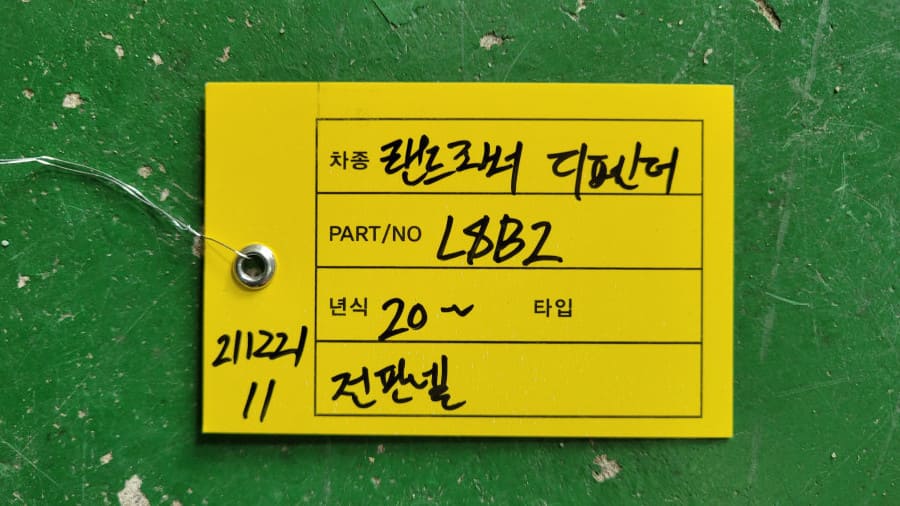 차종 랜드로버 디펜더
PART/NO L8B2
년식 20~ 타입
전판넬
211221
11